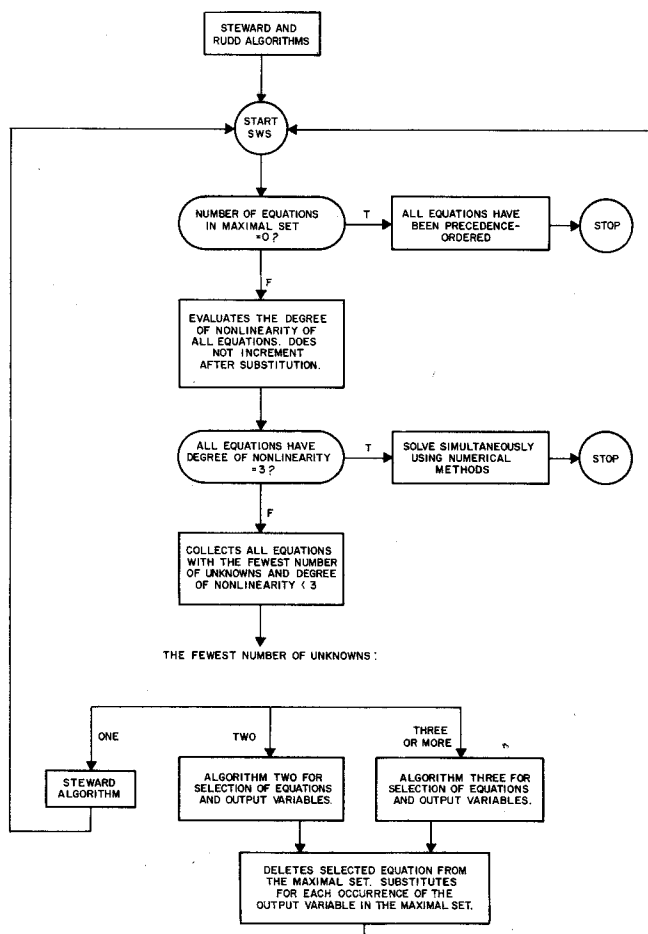 STEWARD AND
RUDD ALGORITHMS
START
SWS
NUMBER OF EQUATIONS
IN MAXIMAL SET
=0?
T
ALL EQUATIONS HAVE
BEEN PRECEDENCE-
ORDERED
STOP
F
EVALUATES THE DEGREE
OF NONLINEARITY OF
ALL EQUATIONS. DOES
NOT INCREMENT
AFTER SUBSTITUTION.
ALL EQUATIONS HAVE
DEGREE OF NONLINEARITY
=3?
T
SOLVE SIMULTANEOUSLY
USING NUMERICAL
METHODS
STOP
F
COLLECTS ALL EQUATIONS
WITH THE FEWEST NUMBER
OF UNKNOWNS AND DEGREE
OF NONLINEARITY < 3
THE FEWEST NUMBER OF UNKNOWNS:
ONE
TWO
THREE
OR MORE
STEWARD
ALGORITHM
ALGORITHM TWO FOR
SELECTION OF EQUATIONS
AND OUTPUT VARIABLES.
ALGORITHM THREE FOR
SELECTION OF EQUATIONS
AND OUTPUT VARIABLES.
DELETES SELECTED EQUATION FROM
THE MAXIMAL SET. SUBSTITUTES
FOR EACH OCCURRENCE OF THE
OUTPUT VARIABLE IN THE MAXIMAL SET.